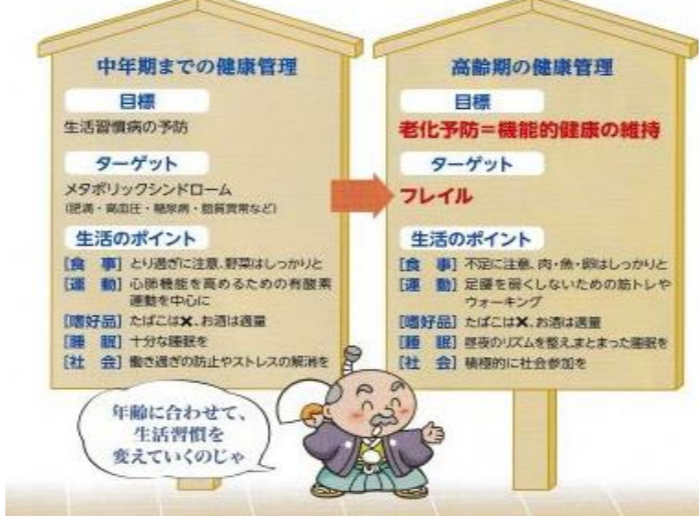 中年期までの健康管理
目標
生活習慣病の予防
ターゲット
メタボリックシンドローム
(肥満・高血圧・糖尿病・脂質異常など)
生活のポイント
[食 事] とり過ぎに注意、野菜はしっかりと
[運 動] 心肺機能を高めるための有酸素
運動を中心に
[嗜好品] たばこは✕、お酒は適量
[睡 眠] 十分な睡眠を
[社 会] 働き過ぎの防止やストレスの解消を
高齢期の健康管理
目標
老化予防=機能的健康の維持
ターゲット
フレイル
生活のポイント
[食 事] 不足に注意、肉・魚・卵はしっかりと
[運 動] 足腰を弱くしないための筋トレや
ウォーキング
[嗜好品] たばこは✕、お酒は適量
[睡 眠] 昼夜のリズムを整え、まとまった睡眠を
[社 会] 積極的に社会参加を
年齢に合わせて、
生活習慣を
変えていくのじゃ